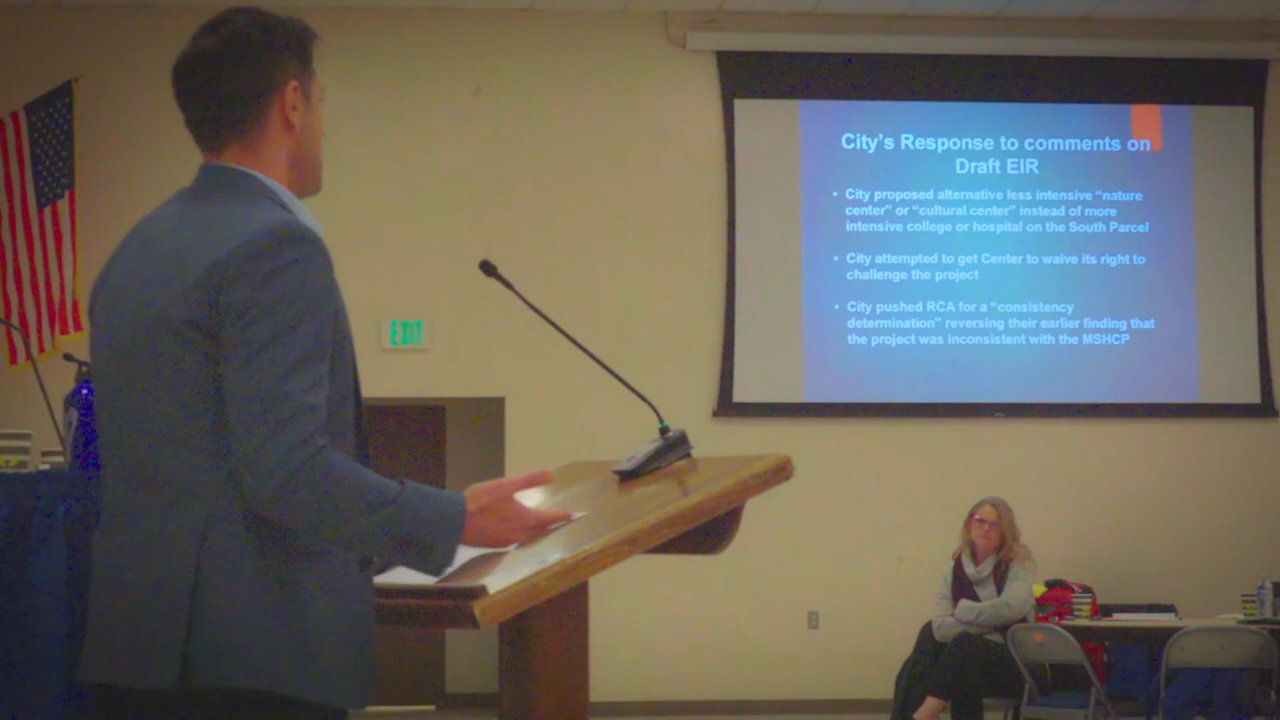 EXIT
City's Response to comments on
Draft EIR
• City proposed alternative less intensive “nature
center” or “cultural center” instead of more
intensive college or hospital on the South Parcel
• City attempted to get Center to waive its right to
challenge the project
• City pushed RCA for a “consistency
determination” reversing their earlier finding that
the project was inconsistent with the MSHCP